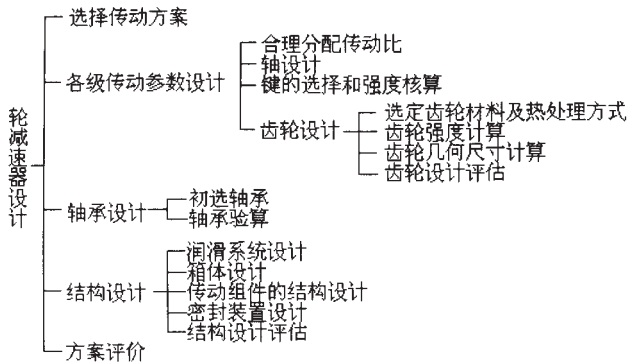 选择传动方案
合理分配传动比
轴设计
各级传动参数设计
键的选择和强度核算
选定齿轮材料及热处理方式
齿轮设计
齿轮强度计算
齿轮几何尺寸计算
齿轮设计评估
轮减速器设计
初选轴承
轴承设计
轴承验算
润滑系统设计
箱体设计
结构设计
传动组件的结构设计
密封装置设计
结构设计评估
方案评价